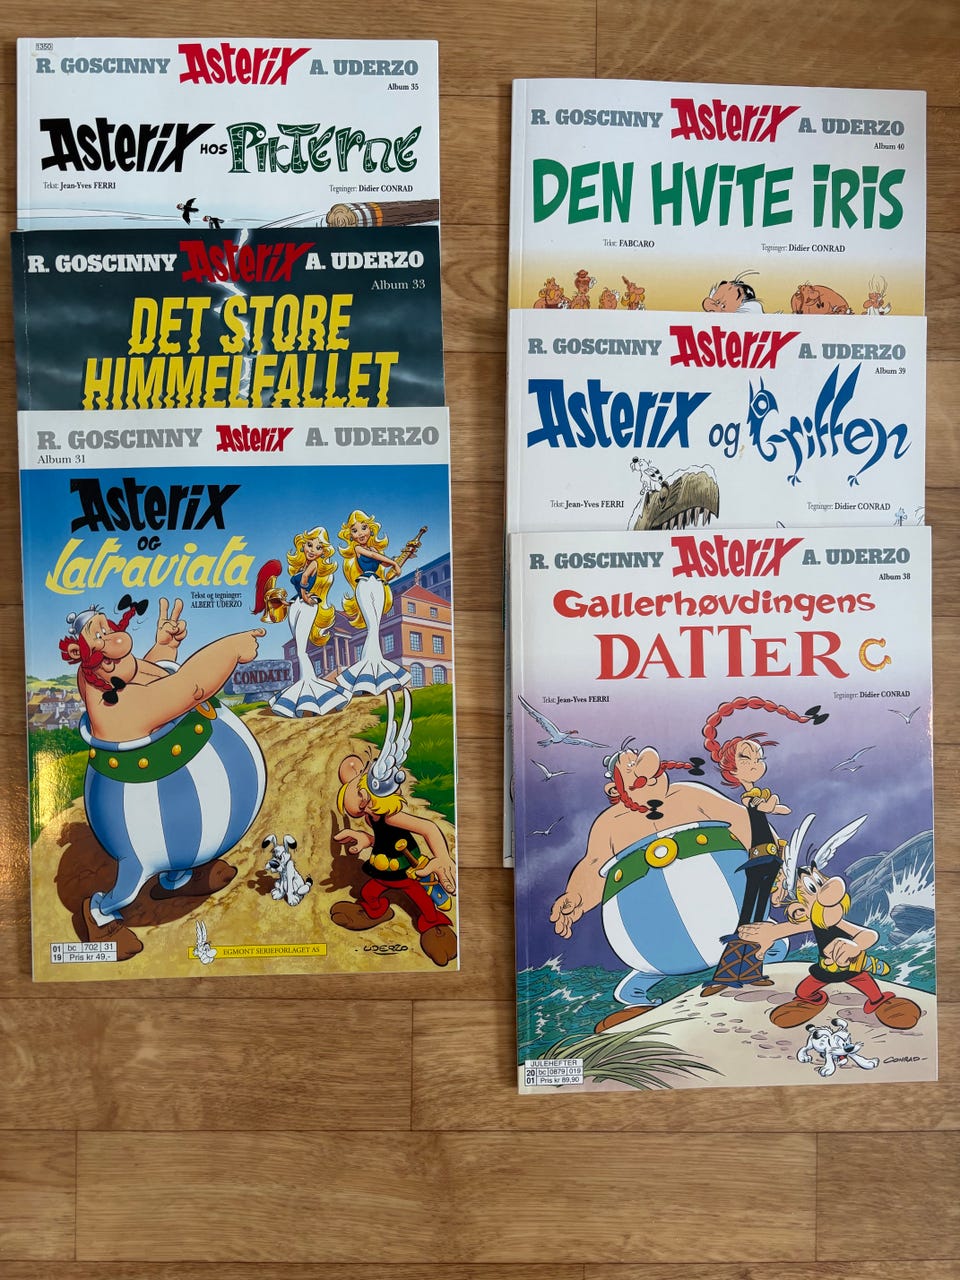 1350
R. GOSCINNY Asterix A. UDERZO
Album 35
Asterix HOS PIKTERNE
Tekst: Jean-Yves FERRI Tegninger: Didier CONRAD
R. GOSCINNY Asterix A. UDERZO
Album 33
DET STORE
HIMMELFALLET
R. GOSCINNY Asterix A. UDERZO
Album 31
Asterix
OG
Latraviata
Tekst og tegninger:
ALBERT UDERZO
CONDATE
01 bc 702 31
19 Pris kr 49,-
EGMONT SERIEFORLAGET AS
UDERZO
R. GOSCINNY Asterix A. UDERZO
Album 40
DEN HVITE IRIS
Tekst: FABCARO Tegninger: Didier CONRAD
R. GOSCINNY Asterix A. UDERZO
Album 39
Asterix og Griffen
Tekst: Jean-Yves FERRI Tegninger: Didier CONRAD
R. GOSCINNY Asterix A. UDERZO
Album 38
Gallerhøvdingens
DATTER
Tekst: Jean-Yves FERRI Tegninger: Didier CONRAD
CONRAD
JULEHEFTER
20 bc 0879 019
01 Pris kr 89,90